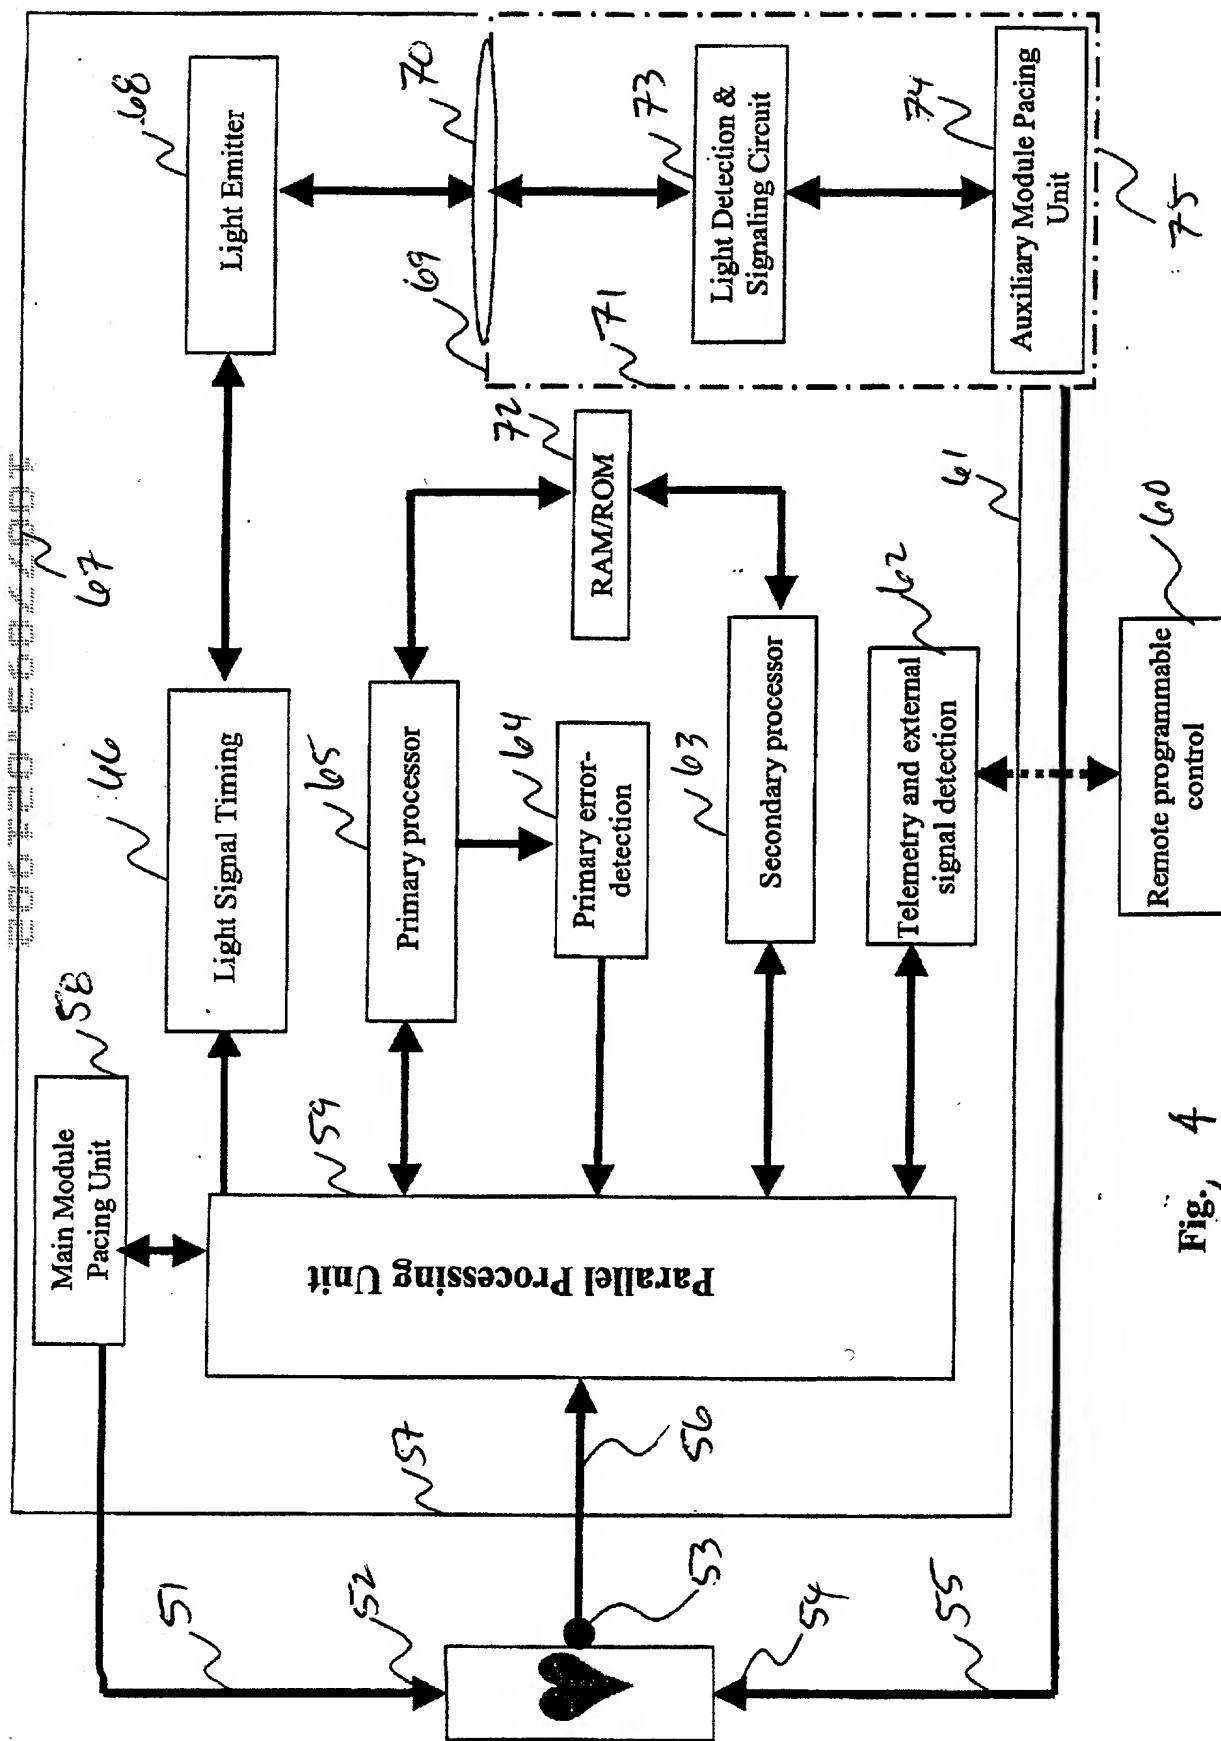 67
68
Light Emitter
70
69
71
73
Light Detection &
Signaling Circuit
74
Auxiliary Module Pacing
Unit
75
58
Main Module
Pacing Unit
66
Light Signal Timing
65
Primary processor
64
Primary error-
detection
72
RAM/ROM
63
Secondary processor
62
Telemetry and external
signal detection
61
60
Remote programmable
control
59
Parallel Processing Unit
57
56
51
52
53
54
55
Fig., 4